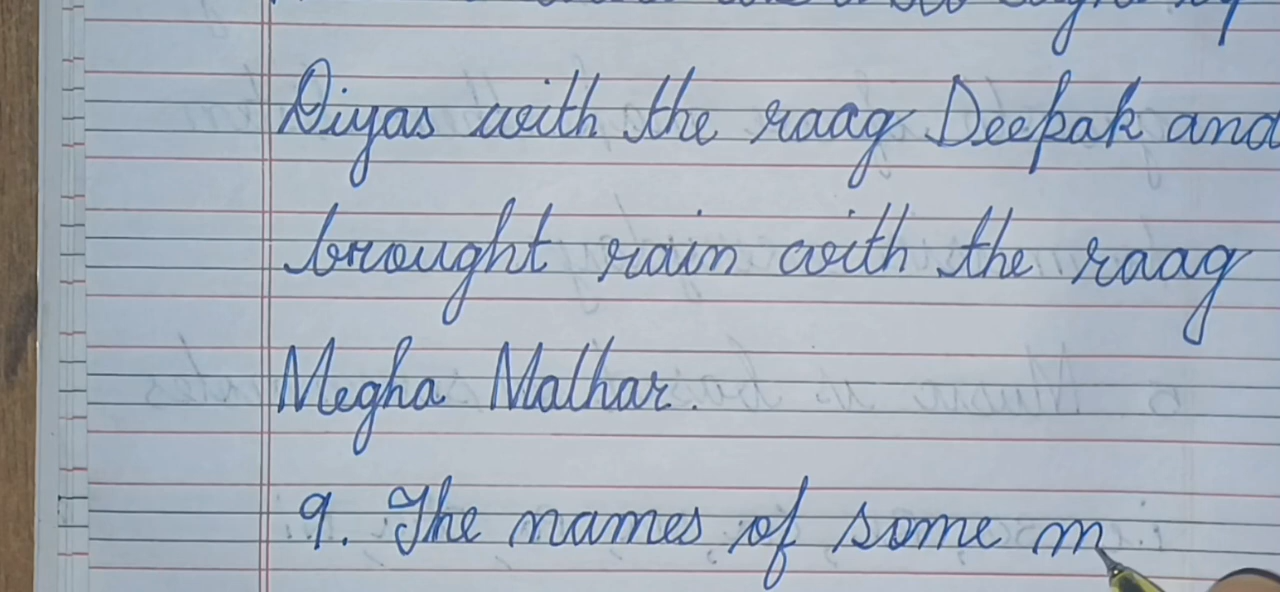 Diyas with the raag Deepak and
brought rain with the raag
Megha Malhar.
9. The names of some m